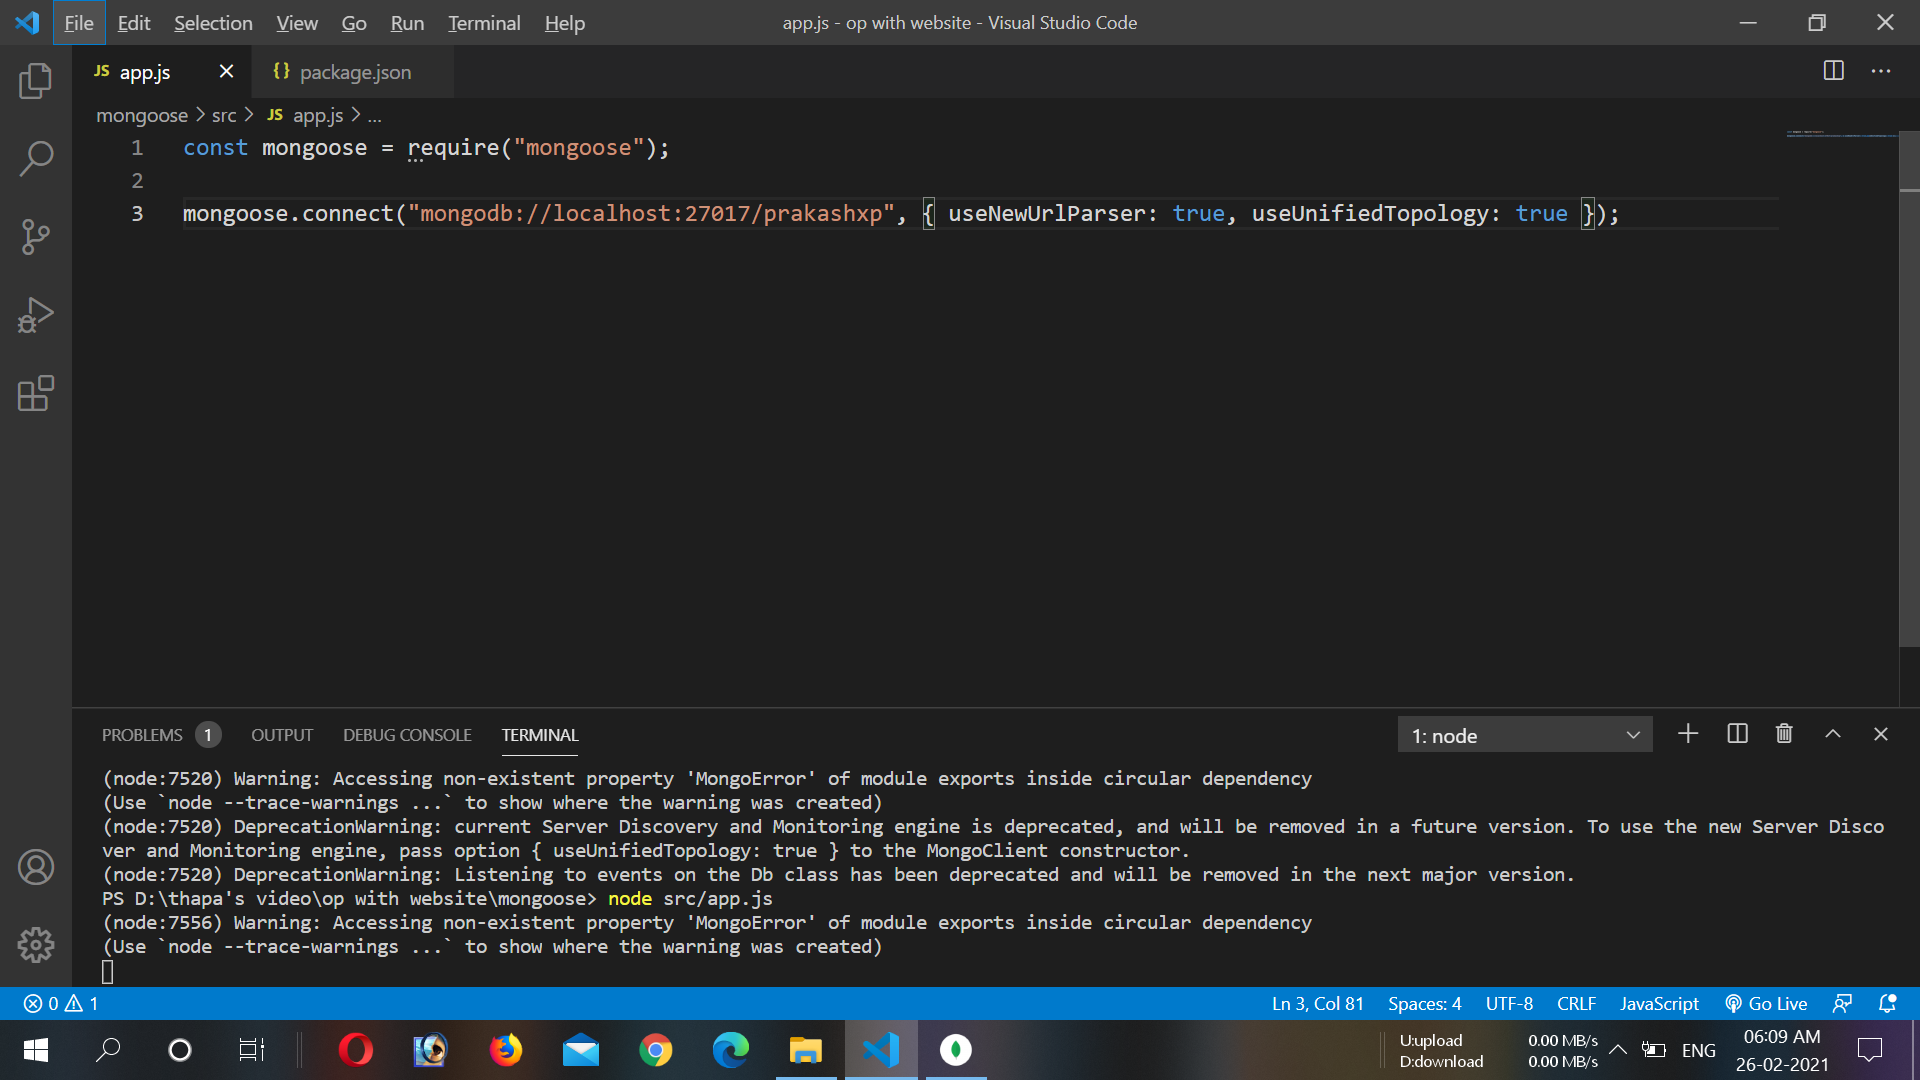 File Edit Selection View Go Run Terminal Help
app.js - op with website - Visual Studio Code
JS app.js
{} package.json
mongoose > src > JS app.js > ...
1 const mongoose = require("mongoose");
2
3 mongoose.connect("mongodb://localhost:27017/prakashxp", { useNewUrlParser: true, useUnifiedTopology: true });
PROBLEMS 1 OUTPUT DEBUG CONSOLE TERMINAL
1: node
(node:7520) Warning: Accessing non-existent property 'MongoError' of module exports inside circular dependency
(Use `node --trace-warnings ...` to show where the warning was created)
(node:7520) DeprecationWarning: current Server Discovery and Monitoring engine is deprecated, and will be removed in a future version. To use the new Server Disco
ver and Monitoring engine, pass option { useUnifiedTopology: true } to the MongoClient constructor.
(node:7520) DeprecationWarning: Listening to events on the Db class has been deprecated and will be removed in the next major version.
PS D:\thapa's video\op with website\mongoose> node src/app.js
(node:7556) Warning: Accessing non-existent property 'MongoError' of module exports inside circular dependency
(Use `node --trace-warnings ...` to show where the warning was created)
0 1
Ln 3, Col 81 Spaces: 4 UTF-8 CRLF JavaScript Go Live
U:upload 0.00 MB/s
D:download 0.00 MB/s
ENG
06:09 AM
26-02-2021